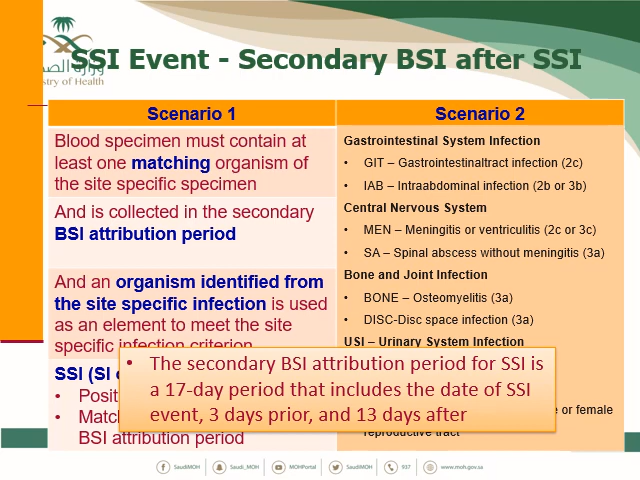 SSI Event - Secondary BSI after SSI
وزارة الص
stry of Health
Scenario 1
Blood specimen must contain at
least one matching organism of
the site specific specimen
And is collected in the secondary
BSI attribution period
And an organism identified from
the site specific infection is used
as an element to meet the site
specific infection criterion
SSI (SI
• Posit
• Match
BSI attribution period
Scenario 2
Gastrointestinal System Infection
• GIT – Gastrointestinaltract infection (2c)
• IAB – Intraabdominal infection (2b or 3b)
Central Nervous System
• MEN – Meningitis or ventriculitis (2c or 3c)
• SA – Spinal abscess without meningitis (3a)
Bone and Joint Infection
• BONE – Osteomyelitis (3a)
• DISC-Disc space infection (3a)
USI – Urinary System Infection
e or female
reproductive tract
• The secondary BSI attribution period for SSI is
a 17-day period that includes the date of SSI
event, 3 days prior, and 13 days after
SaudiMOH
Saudi_MOH
MOHPortal
SaudiMOH
937
www.moh.gov.sa